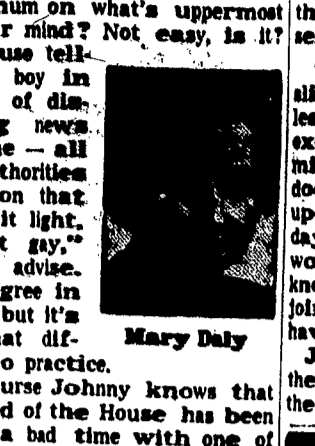 num on what's uppermost
r mind? Not easy, is it?
use tell-
boy in
of dis-
g news
e — all
thorities
on that
it light,
t gay,"
advise.
gree in
but it's
at dif-
o practice.
Mary Daly
urse Johnny knows that
d of the House has been
a bad time with one of
th
se
ali
les
ex
mi
do
up
day
wo
kn
joi
hav
J
the
the